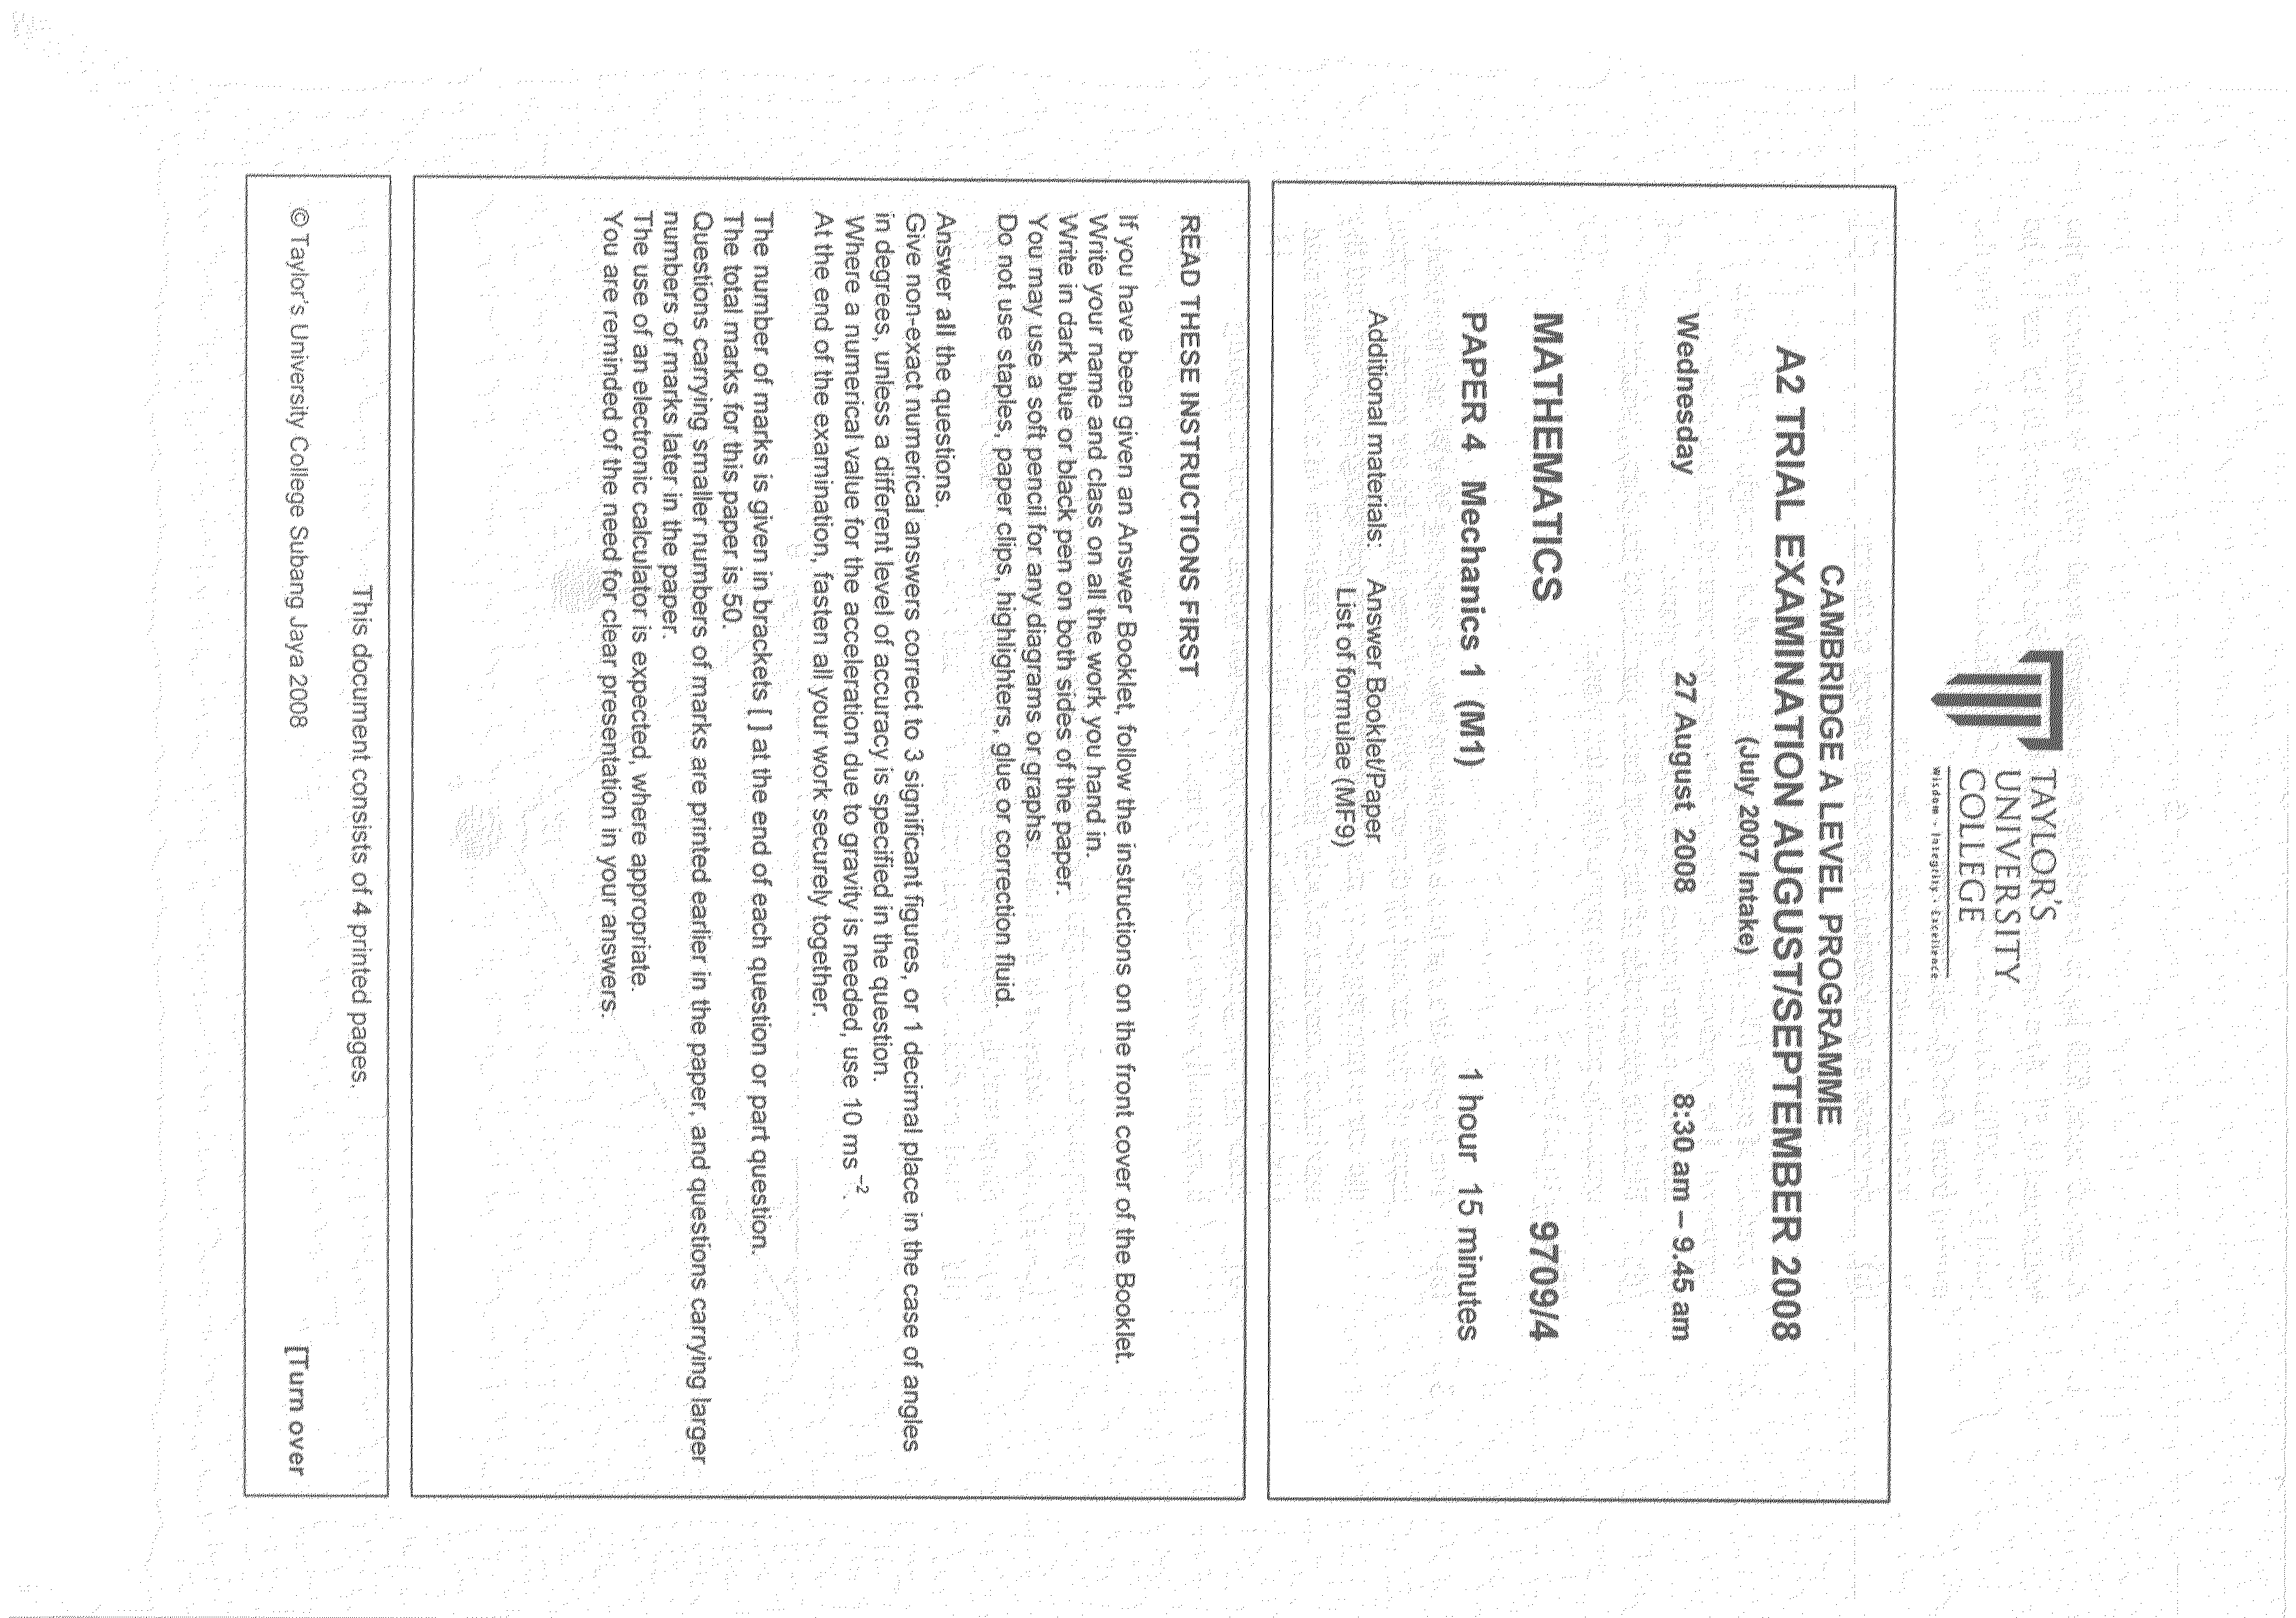 TAYLOR'S
UNIVERSITY
COLLEGE
Wisdom • Integrity • Excellence
CAMBRIDGE A LEVEL PROGRAMME
A2 TRIAL EXAMINATION AUGUST/SEPTEMBER 2008
(July 2007 Intake)
Wednesday 27 August 2008 8:30 am – 9.45 am
MATHEMATICS 9709/4
PAPER 4 Mechanics 1 (M1) 1 hour 15 minutes
Additional materials: Answer Booklet/Paper
List of formulae (MF9)
READ THESE INSTRUCTIONS FIRST
If you have been given an Answer Booklet, follow the instructions on the front cover of the Booklet.
Write your name and class on all the work you hand in.
Write in dark blue or black pen on both sides of the paper.
You may use a soft pencil for any diagrams or graphs.
Do not use staples, paper clips, highlighters, glue or correction fluid.
Answer all the questions.
Give non-exact numerical answers correct to 3 significant figures, or 1 decimal place in the case of angles
in degrees, unless a different level of accuracy is specified in the question.
Where a numerical value for the acceleration due to gravity is needed, use 10 ms⁻².
At the end of the examination, fasten all your work securely together.
The number of marks is given in brackets [ ] at the end of each question or part question.
The total marks for this paper is 50.
Questions carrying smaller numbers of marks are printed earlier in the paper, and questions carrying larger
numbers of marks later in the paper.
The use of an electronic calculator is expected, where appropriate.
You are reminded of the need for clear presentation in your answers.
This document consists of 4 printed pages.
© Taylor's University College Subang Jaya 2008 [Turn over